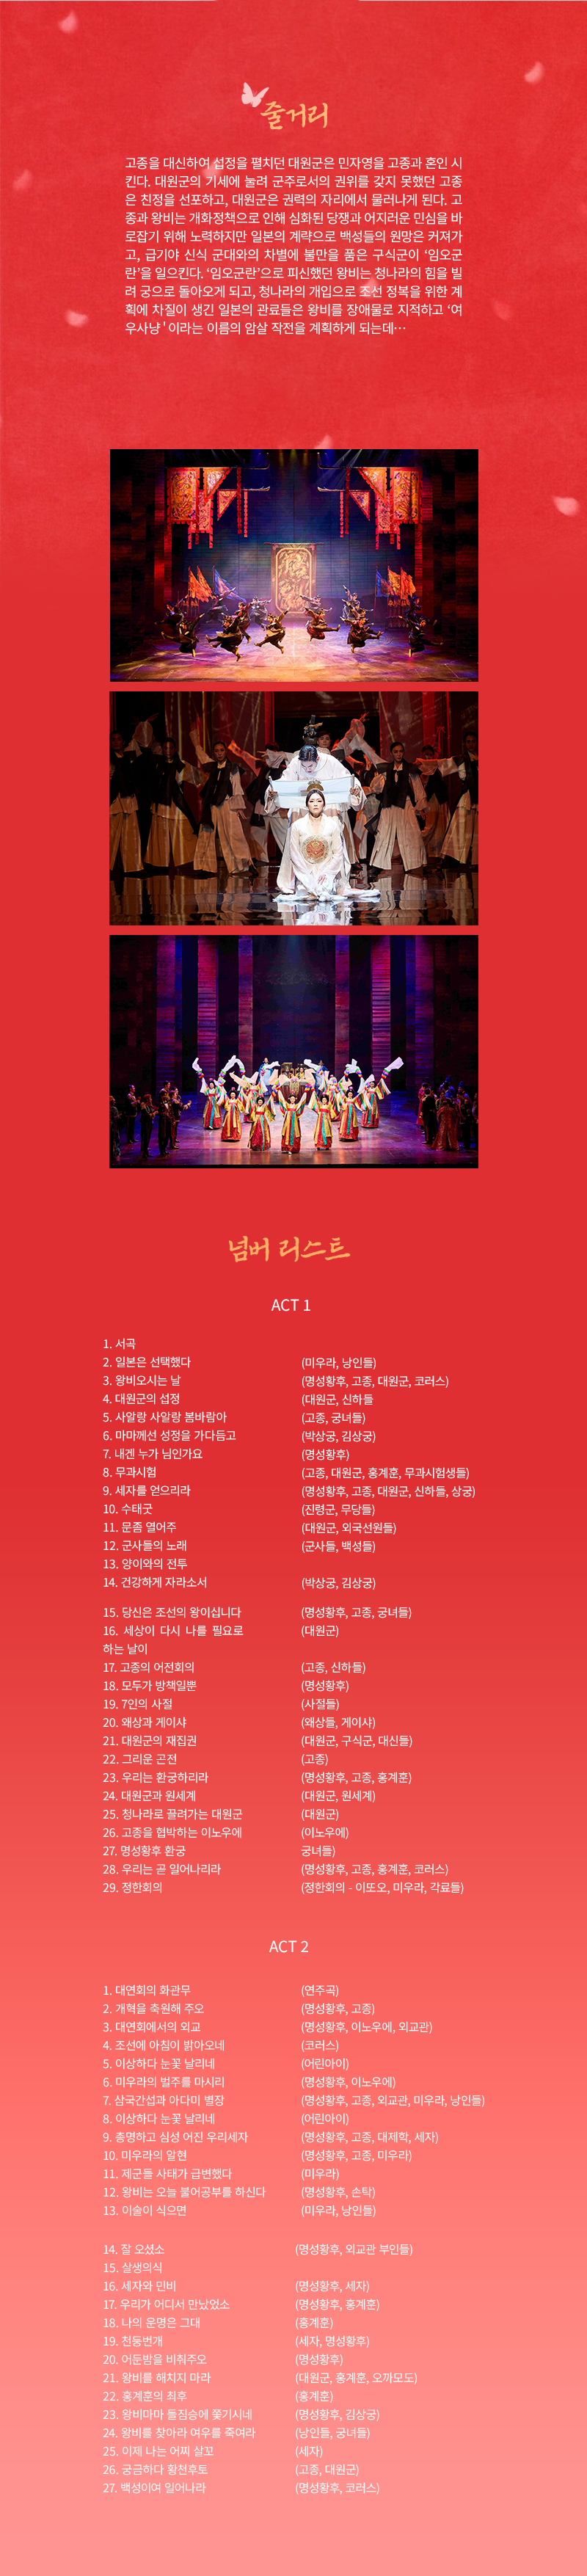 줄거리
고종을 대신하여 섭정을 펼치던 대원군은 민자영을 고종과 혼인 시
킨다. 대원군의 기세에 눌려 군주로서의 권위를 갖지 못했던 고종
은 친정을 선포하고, 대원군은 권력의 자리에서 물러나게 된다. 고
종과 왕비는 개화정책으로 인해 심화된 당쟁과 어지러운 민심을 바
로잡기 위해 노력하지만 일본의 계략으로 백성들의 원망은 커져가
고, 급기야 신식 군대와의 차별에 불만을 품은 구식군이 ‘임오군
란’을 일으킨다. ‘임오군란’으로 피신했던 왕비는 청나라의 힘을 빌
려 궁으로 돌아오게 되고, 청나라의 개입으로 조선 정복을 위한 계
획에 차질이 생긴 일본의 관료들은 왕비를 장애물로 지적하고 ‘여
우사냥 ' 이라는 이름의 암살 작전을 계획하게 되는데…
넘버 리스트
ACT 1
1. 서곡
2. 일본은 선택했다 (미우라, 낭인들)
3. 왕비오시는 날 (명성황후, 고종, 대원군, 코러스)
4. 대원군의 섭정 (대원군, 신하들
5. 사알랑 사알랑 봄바람아 (고종, 궁녀들)
6. 마마께선 성정을 가다듬고 (박상궁, 김상궁)
7. 내겐 누가 님인가요 (명성황후)
8. 무과시험 (고종, 대원군, 홍계훈, 무과시험생들)
9. 세자를 얻으리라 (명성황후, 고종, 대원군, 신하들, 상궁)
10. 수태굿 (진령군, 무당들)
11. 문좀 열어주 (대원군, 외국선원들)
12. 군사들의 노래 (군사들, 백성들)
13. 양이와의 전투
14. 건강하게 자라소서 (박상궁, 김상궁)
15. 당신은 조선의 왕이십니다 (명성황후, 고종, 궁녀들)
16. 세상이 다시 나를 필요로 (대원군)
하는 날이
17. 고종의 어전회의 (고종, 신하들)
18. 모두가 방책일뿐 (명성황후)
19. 7인의 사절 (사절들)
20. 왜상과 게이샤 (왜상들, 게이샤)
21. 대원군의 재집권 (대원군, 구식군, 대신들)
22. 그리운 곤전 (고종)
23. 우리는 환궁하리라 (명성황후, 고종, 홍계훈)
24. 대원군과 원세계 (대원군, 원세계)
25. 청나라로 끌려가는 대원군 (대원군)
26. 고종을 협박하는 이노우에 (이노우에)
27. 명성황후 환궁 궁녀들)
28. 우리는 곧 일어나리라 (명성황후, 고종, 홍계훈, 코러스)
29. 정한회의 (정한회의 - 이또오, 미우라, 각료들)
ACT 2
1. 대연회의 화관무 (연주곡)
2. 개혁을 축원해 주오 (명성황후, 고종)
3. 대연회에서의 외교 (명성황후, 이노우에, 외교관)
4. 조선에 아침이 밝아오네 (코러스)
5. 이상하다 눈꽃 날리네 (어린아이)
6. 미우라의 벌주를 마시리 (명성황후, 이노우에)
7. 삼국간섭과 아다미 별장 (명성황후, 고종, 외교관, 미우라, 낭인들)
8. 이상하다 눈꽃 날리네 (어린아이)
9. 총명하고 심성 어진 우리세자 (명성황후, 고종, 대제학, 세자)
10. 미우라의 알현 (명성황후, 고종, 미우라)
11. 제군들 사태가 급변했다 (미우라)
12. 왕비는 오늘 불어공부를 하신다 (명성황후, 손탁)
13. 이술이 식으면 (미우라, 낭인들)
14. 잘 오셨소 (명성황후, 외교관 부인들)
15. 살생의식
16. 세자와 민비 (명성황후, 세자)
17. 우리가 어디서 만났었소 (명성황후, 홍계훈)
18. 나의 운명은 그대 (홍계훈)
19. 천둥번개 (세자, 명성황후)
20. 어둔밤을 비춰주오 (명성황후)
21. 왕비를 해치지 마라 (대원군, 홍계훈, 오까모도)
22. 홍계훈의 최후 (홍계훈)
23. 왕비마마 들짐승에 쫓기시네 (명성황후, 김상궁)
24. 왕비를 찾아라 여우를 죽여라 (낭인들, 궁녀들)
25. 이제 나는 어찌 살꼬 (세자)
26. 궁금하다 황천후토 (고종, 대원군)
27. 백성이여 일어나라 (명성황후, 코러스)